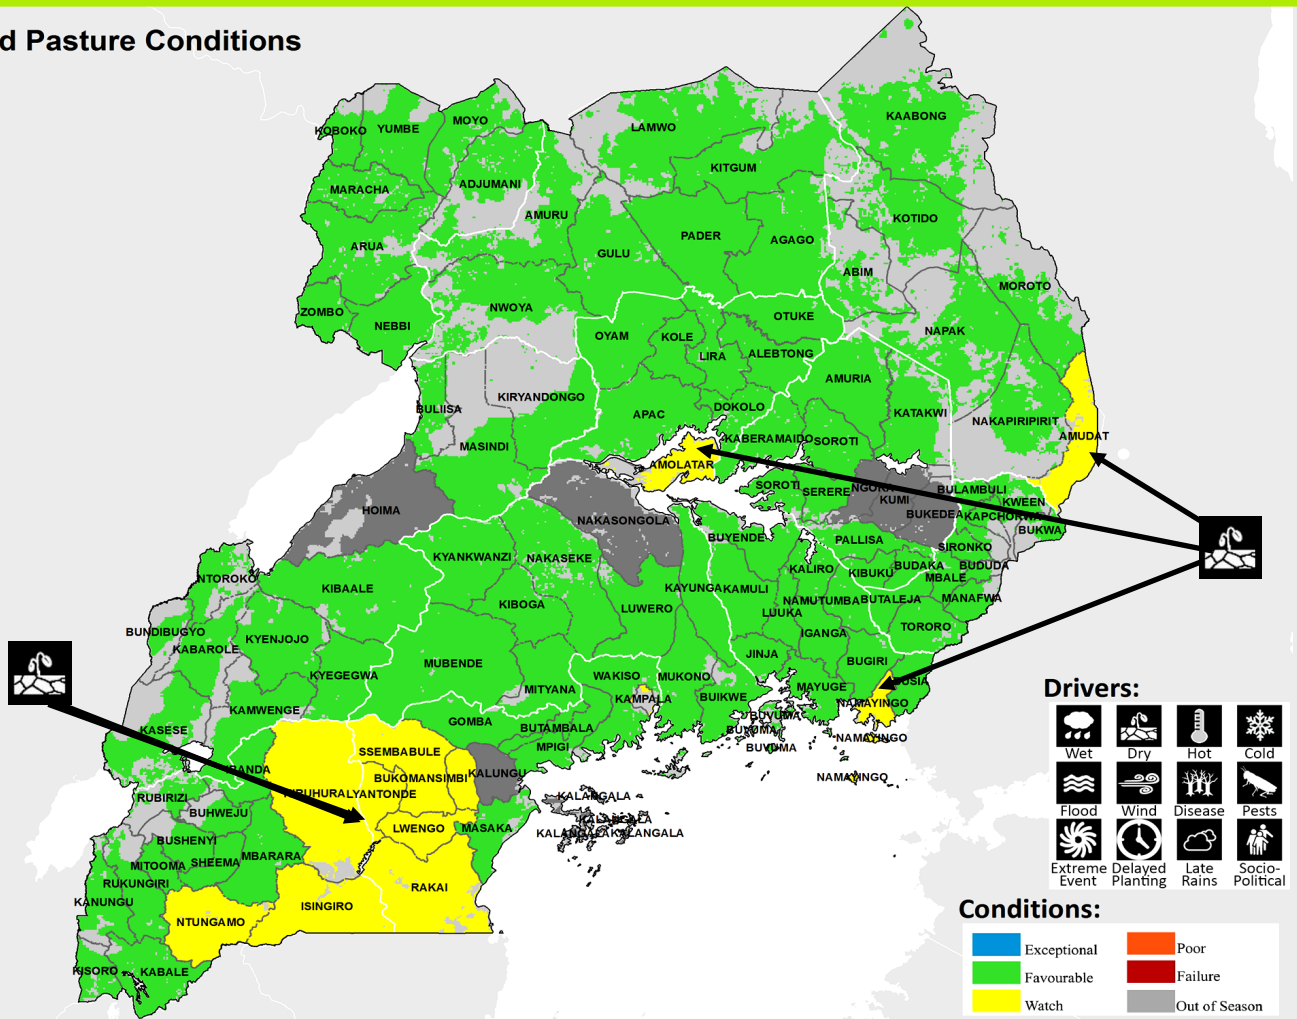 d Pasture Conditions
KAABONG
MOYO
LAMWO
KOBOKO
YUMBE
KITGUM
MARACHA
ADJUMANI
AMURU
KOTIDO
PADER
AGAGO
ARUA
GULU
ABIM
MOROTO
NWOYA
ZOMBO
NEBBI
OTUKE
NAPAK
OYAM
KOLE
LIRA
ALEBTONG
AMURIA
KIRYANDONGO
BULIISA
APAC
DOKOLO
KATAKWI
NAKAPIRIPIRIT
AMUDAT
MASINDI
KABERAMAIDO
SOROTI
AMOLATAR
SOROTI
SERERE
KUMI
BULAMBULI
KWEEN
HOIMA
NAKASONGOLA
BUKEDEA
BUKWA
BUYENDE
PALLISA
SIRONKO
KYANKWANZI
NAKASEKE
KALIRO
KIBUKU
BUDAKA
BUDUDA
MBALE
NTOROKO
KIBAALE
KAYUNGA
KAMULI
KIBOGA
LUWERO
LUUKA
NAMUTUMBA
BUTALEJA
MANAFWA
BUNDIBUGYO
KYENJOJO
IGANGA
TORORO
KABAROLE
JINJA
BUGIRI
KYEGEGWA
MUBENDE
WAKISO
MUKONO
MITYANA
KAMPALA
BUIKWE
MAYUGE
NAMAYINGO
KAMWENGE
KASESE
GOMBA
BUTAMBALA
BUVUMA
BUVUMA
BUVUMA
NAMAYINGO
SSEMBABULE
MPIGI
BUKOMANSIMBI
KALUNGU
NAMAYINGO
LYANTONDE
RUBIRIZI
BUHWEJU
KALANGALA
KALANGALA
KALANGALA
KALANGALA
LWENGO
MASAKA
BUSHENYI
MITOOMA
SHEEMA
MBARARA
RUKUNGIRI
RAKAI
KANUNGU
ISINGIRO
NTUNGAMO
KISORO
KABALE
Drivers:
Wet
Dry
Hot
Cold
Flood
Wind
Disease
Pests
Extreme Event
Delayed Planting
Late Rains
Socio-Political
Conditions:
Exceptional
Poor
Favourable
Failure
Watch
Out of Season